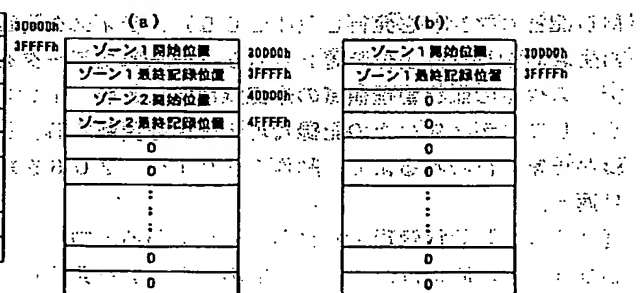 30000h
3FFFFh
(a)
ゾーン1開始位置 30000h
ゾーン1最終記録位置 3FFFFh
ゾーン2開始位置 40000h
ゾーン2最終記録位置 4FFFFh
0
0
0
0
(b)
ゾーン1開始位置 30000h
ゾーン1最終記録位置 3FFFFh
0
0
0
0
0
0